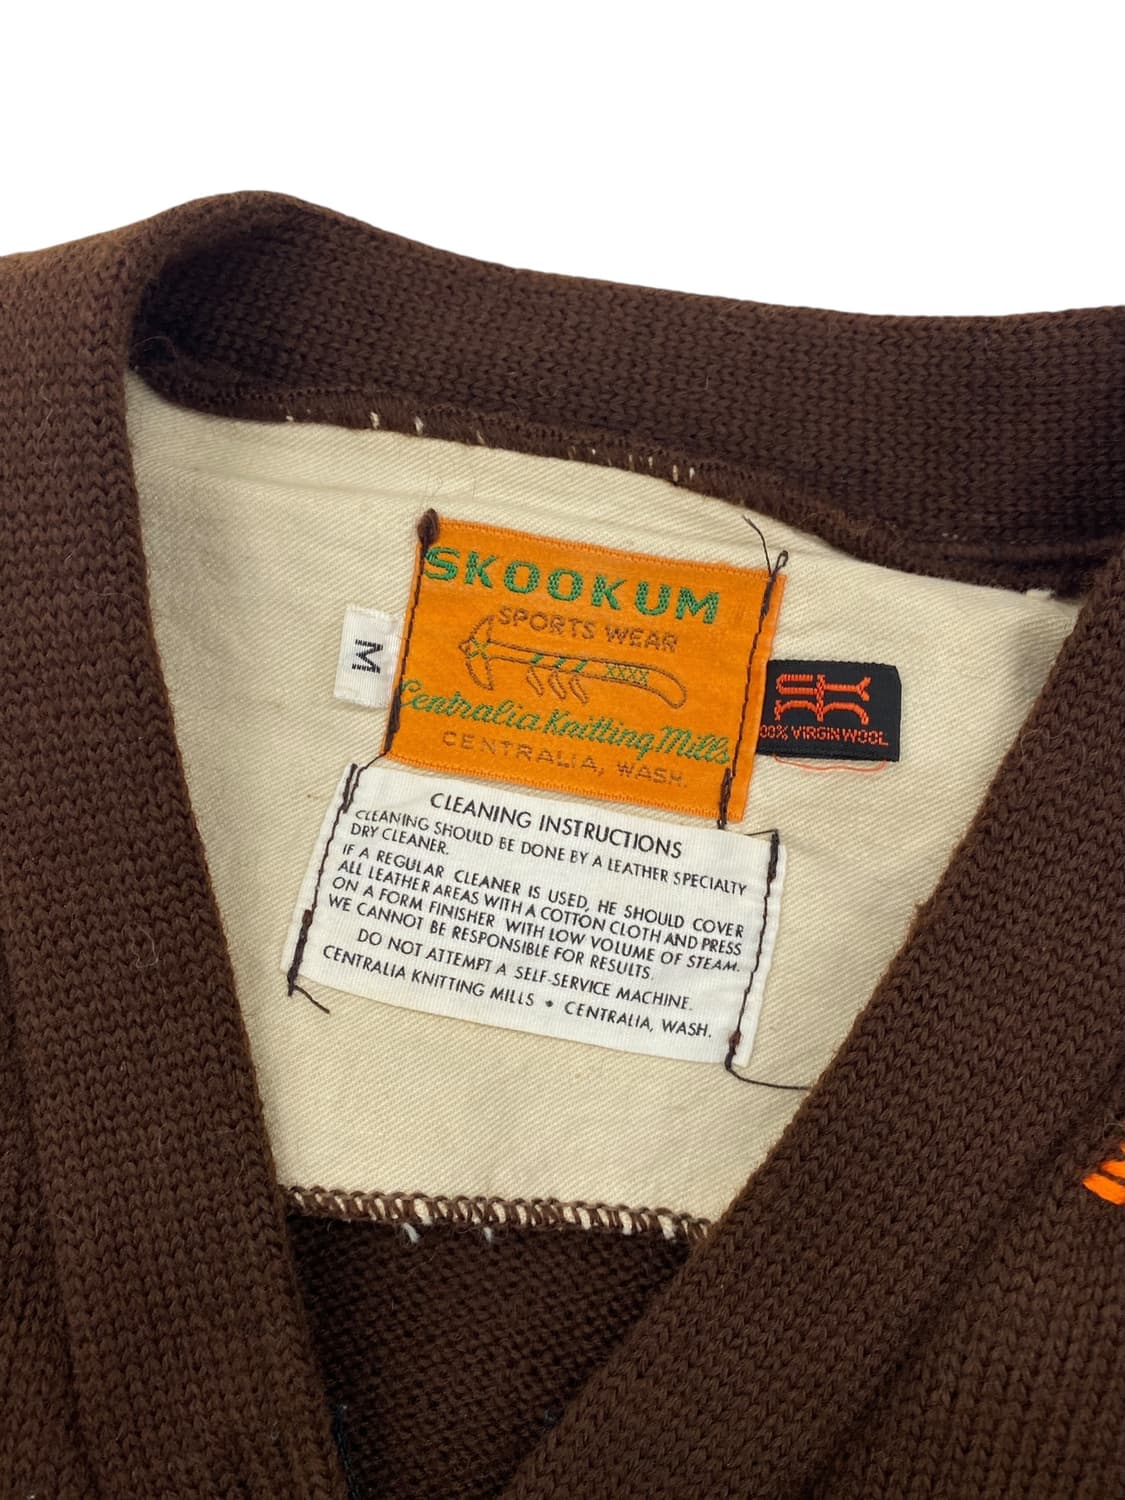 SKOOKUM
SPORTS WEAR
XXXX
Centralia Knitting Mills
CENTRALIA, WASH.
M
00% VIRGIN WOOL
CLEANING INSTRUCTIONS
CLEANING SHOULD BE DONE BY A LEATHER SPECIALTY
DRY CLEANER.
IF A REGULAR CLEANER IS USED, HE SHOULD COVER
ALL LEATHER AREAS WITH A COTTON CLOTH AND PRESS
ON A FORM FINISHER WITH LOW VOLUME OF STEAM.
WE CANNOT BE RESPONSIBLE FOR RESULTS.
DO NOT ATTEMPT A SELF-SERVICE MACHINE.
CENTRALIA KNITTING MILLS • CENTRALIA, WASH.